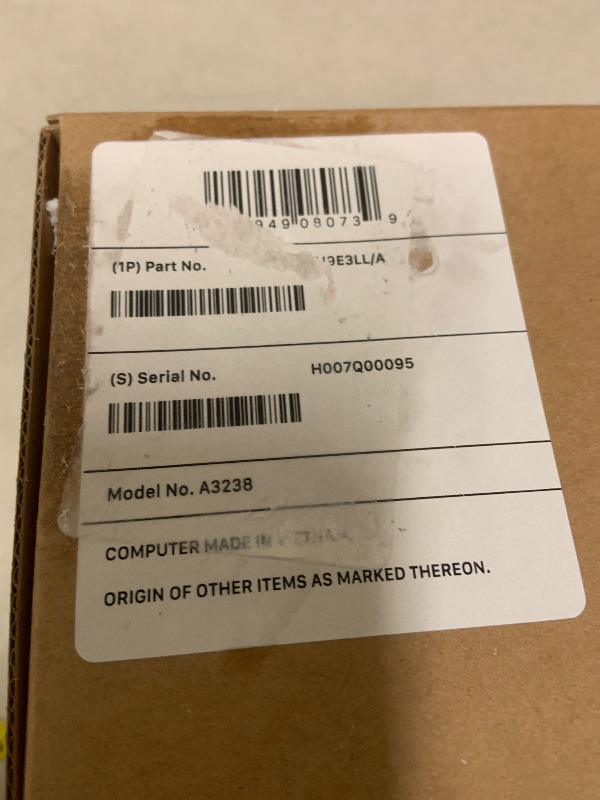 949 08073 9
(1P) Part No. 9E3LL/A
(S) Serial No. H007Q00095
Model No. A3238
COMPUTER MADE IN VIETNAM.
ORIGIN OF OTHER ITEMS AS MARKED THEREON.